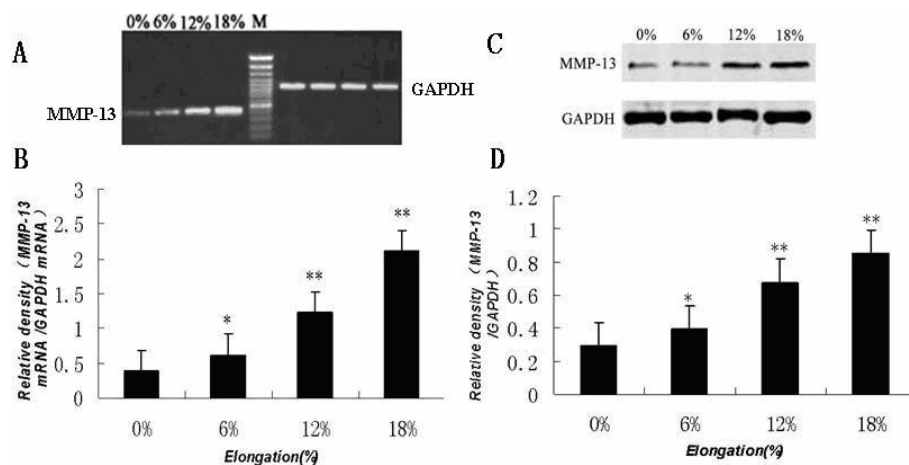 A
0% 6% 12% 18% M
MMP-13
GAPDH
B
Relative density (MMP-13
mRNA /GAPDH mRNA)
3
2.5
2
1.5
1
0.5
0
*
**
**
0% 6% 12% 18%
Elongation(%)
C
0% 6% 12% 18%
MMP-13
GAPDH
D
Relative density (MMP-13
/GAPDH)
1.2
1
0.8
0.6
0.4
0.2
0
*
**
**
0% 6% 12% 18%
Elongation(%)